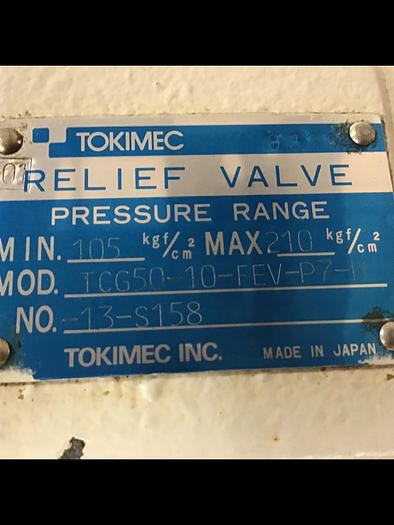 TOKIMEC
01
RELIEF VALVE
PRESSURE RANGE
MIN. 105 kgf/cm² MAX 210 kgf/cm²
MOD. TCG50-10-FEV-P7-H
NO. -13-S158
TOKIMEC INC. MADE IN JAPAN